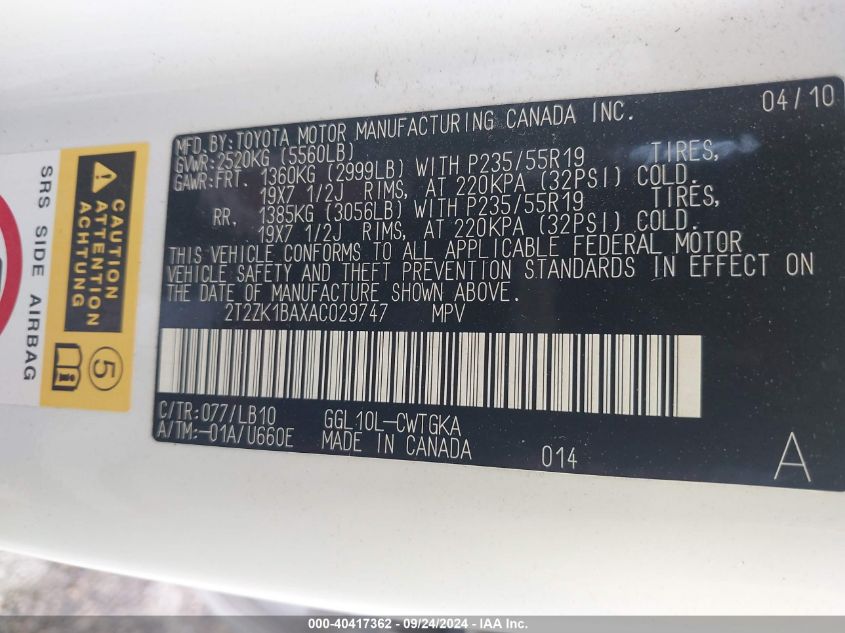 04/10
MFD. BY: TOYOTA MOTOR MANUFACTURING CANADA INC.
GVWR: 2520KG (5560LB)
GAWR: FRT. 1360KG (2999LB) WITH P235/55R19 TIRES,
19X7 1/2J RIMS, AT 220KPA (32PSI) COLD.
RR. 1385KG (3056LB) WITH P235/55R19 TIRES,
19X7 1/2J RIMS, AT 220KPA (32PSI) COLD.
THIS VEHICLE CONFORMS TO ALL APPLICABLE FEDERAL MOTOR
VEHICLE SAFETY AND THEFT PREVENTION STANDARDS IN EFFECT ON
THE DATE OF MANUFACTURE SHOWN ABOVE.
2T2ZK1BAXAC029747 MPV
C/TR: 077/LB10 GGL10L-CWTGKA
A/TM:-01A/U660E MADE IN CANADA 014 A
CAUTION
ATTENTION
ACHTUNG
5
SRS SIDE AIRBAG
000-40417362 - 09/24/2024 - IAA Inc.